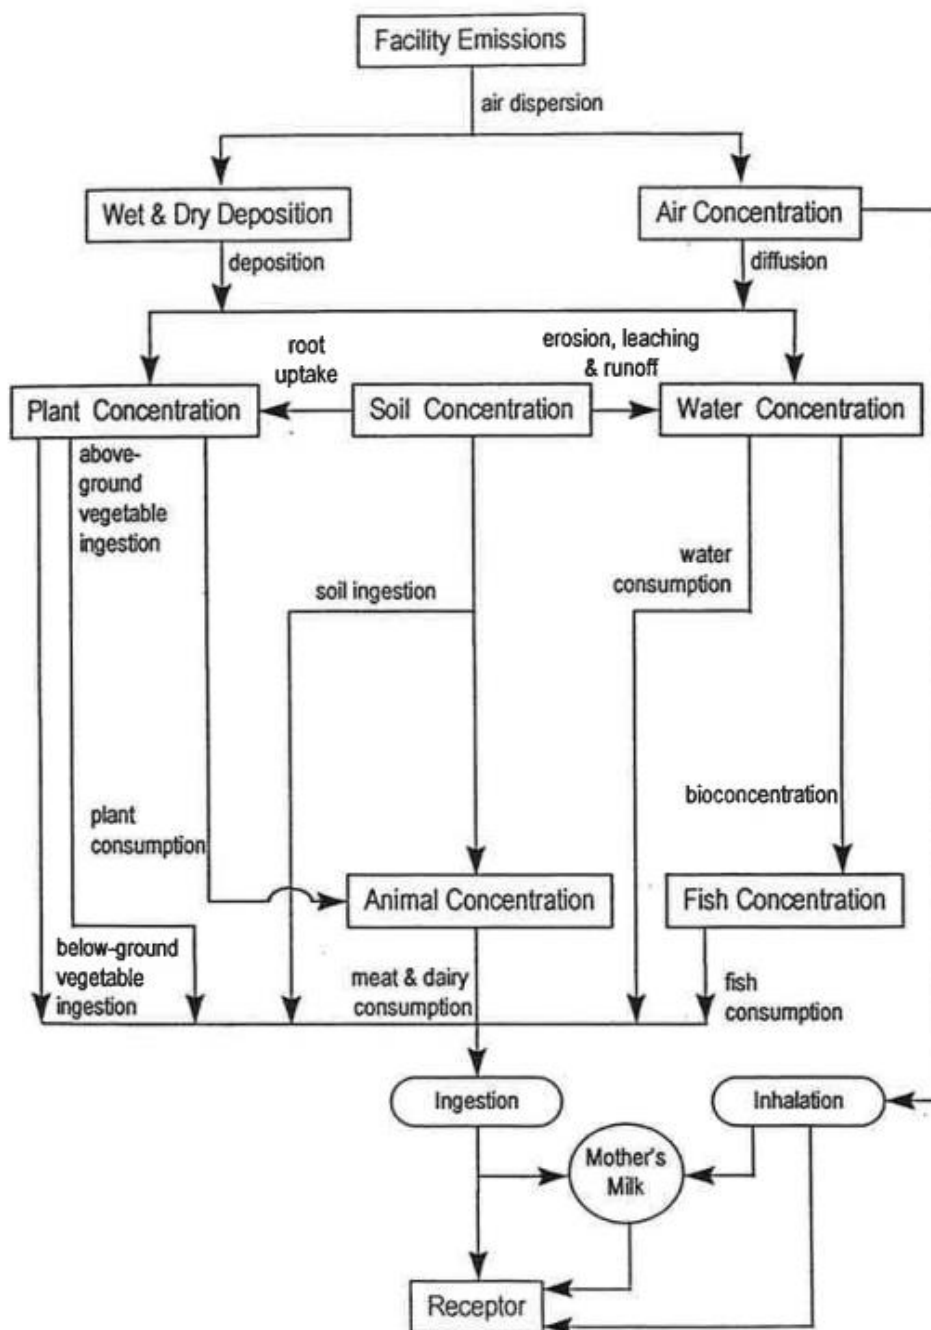 Facility Emissions
air dispersion
Wet & Dry Deposition
Air Concentration
deposition
diffusion
root
uptake
erosion, leaching
& runoff
Plant Concentration
Soil Concentration
Water Concentration
above-
ground
vegetable
ingestion
water
consumption
soil ingestion
bioconcentration
plant
consumption
Animal Concentration
Fish Concentration
below-ground
vegetable
ingestion
meat & dairy
consumption
fish
consumption
Ingestion
Inhalation
Mother's
Milk
Receptor